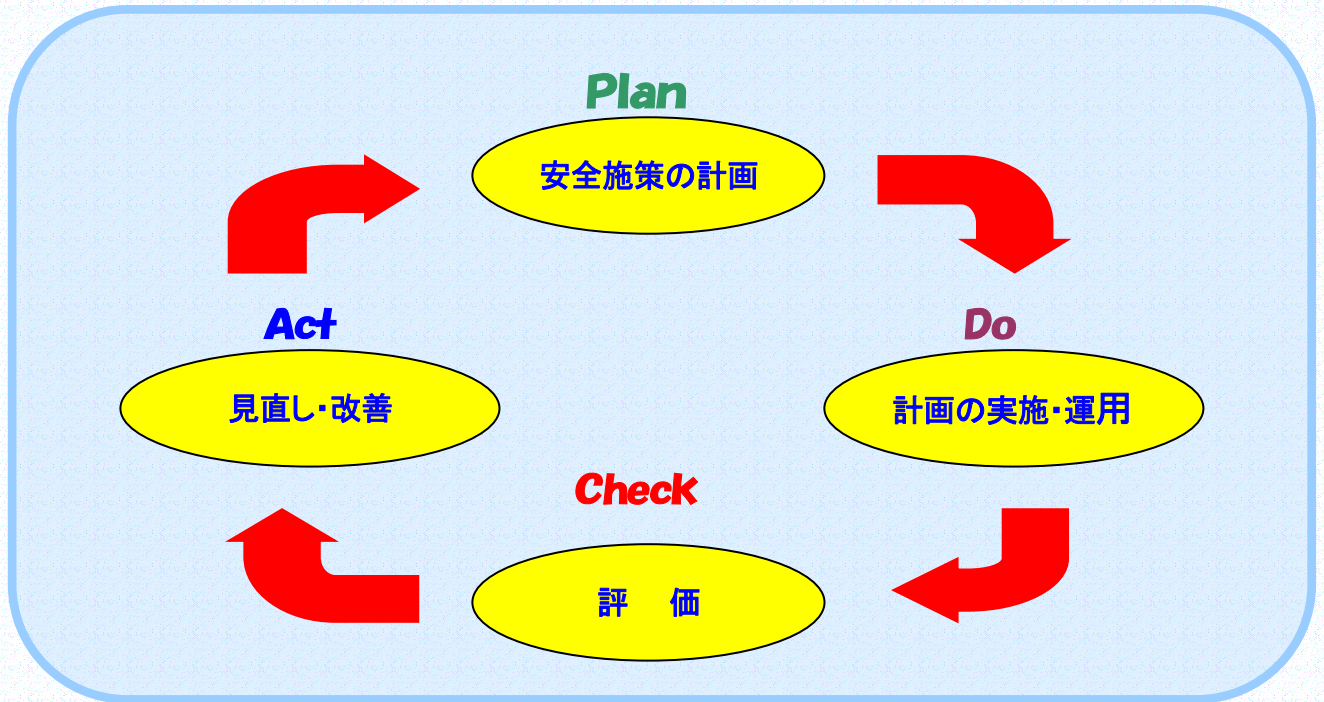 Plan
安全施策の計画
Act
Do
見直し・改善
計画の実施・運用
Check
評 価